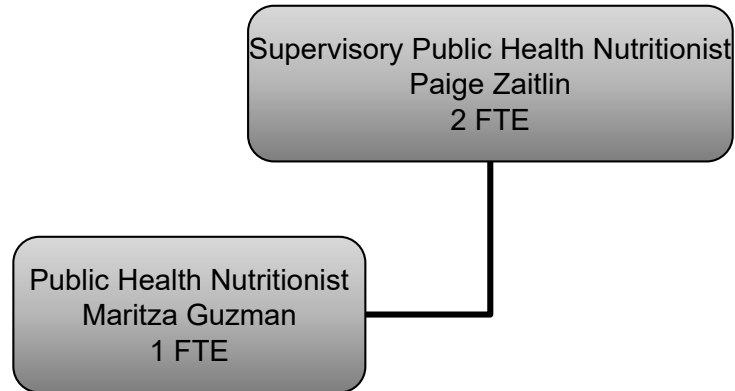 Supervisory Public Health Nutritionist
Paige Zaitlin
2 FTE
Public Health Nutritionist
Maritza Guzman
1 FTE